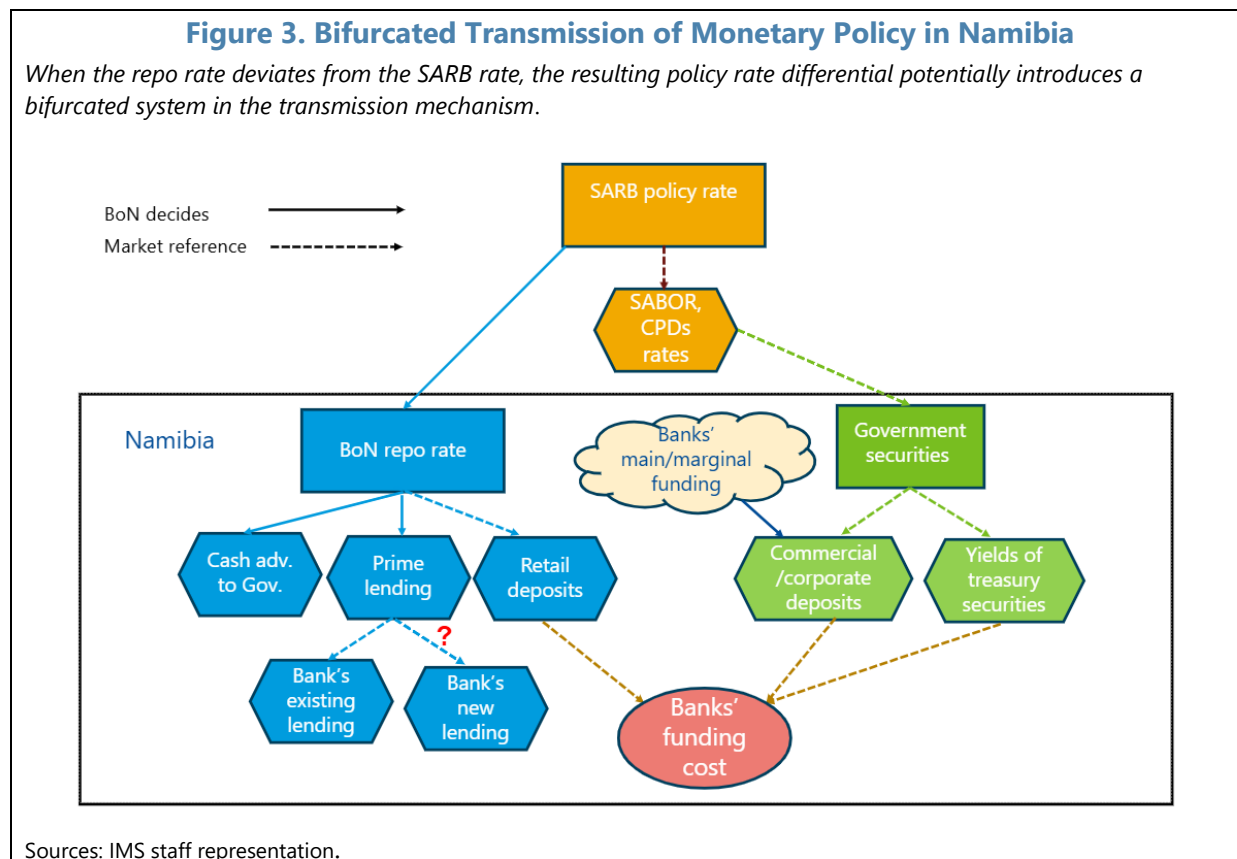 Figure 3. Bifurcated Transmission of Monetary Policy in Namibia
When the repo rate deviates from the SARB rate, the resulting policy rate differential potentially introduces a
bifurcated system in the transmission mechanism.
SARB policy rate
BoN decides
Market reference
SABOR,
CPDs
rates
Namibia
BoN repo rate
Banks'
main/marginal
funding
Government
securities
Cash adv.
to Gov.
Prime
lending
Retail
deposits
Commercial
/corporate
deposits
Yields of
treasury
securities
?
Bank's
existing
lending
Bank's
new
lending
Banks'
funding
cost
Sources: IMS staff representation.